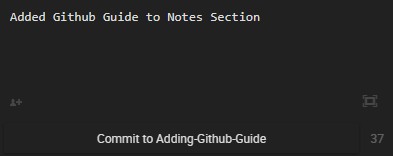 Added Github Guide to Notes Section
Commit to Adding-Github-Guide
37